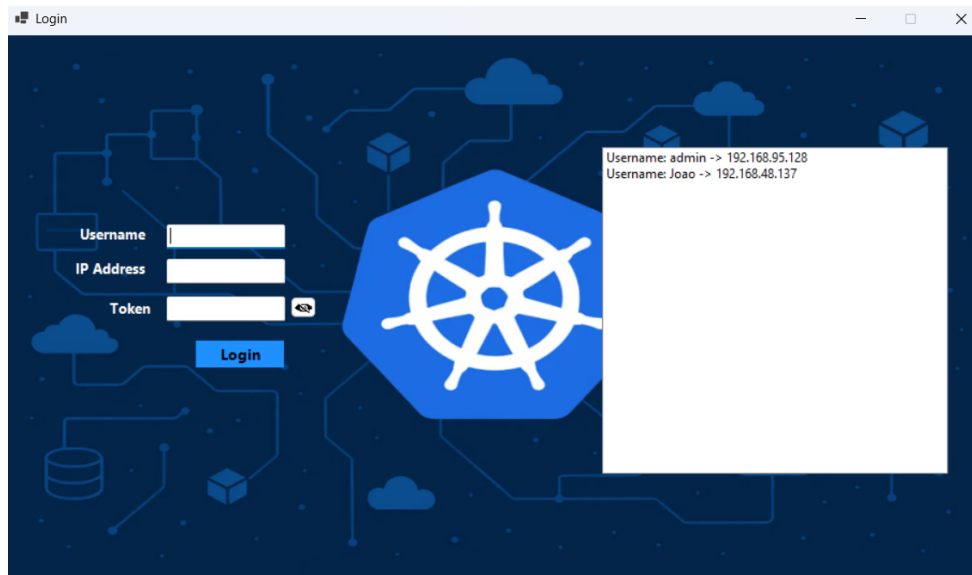 Login
Username: admin -> 192.168.95.128
Username: Joao -> 192.168.48.137
Username
IP Address
Token
Login